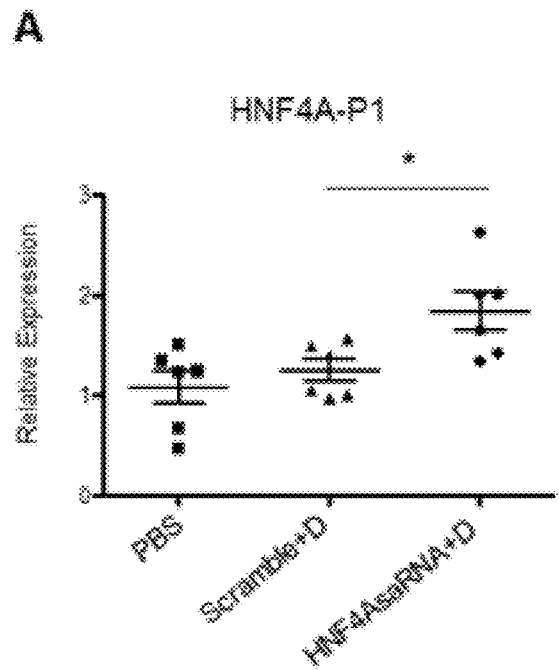 A
HNF4A-P1
*
3
2
1
0
Relative Expression
PBS
Scramble+D
HNF4AsaRNA+D